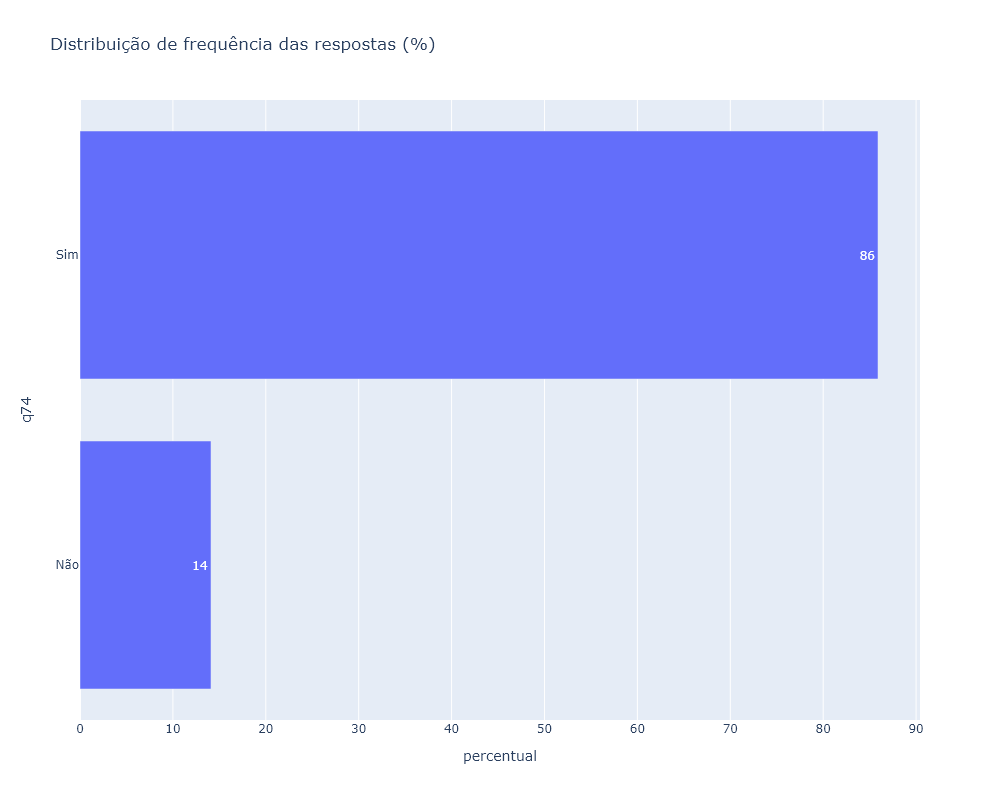 Distribuição de frequência das respostas (%)
Sim
86
q74
Não
14
0 10 20 30 40 50 60 70 80 90
percentual